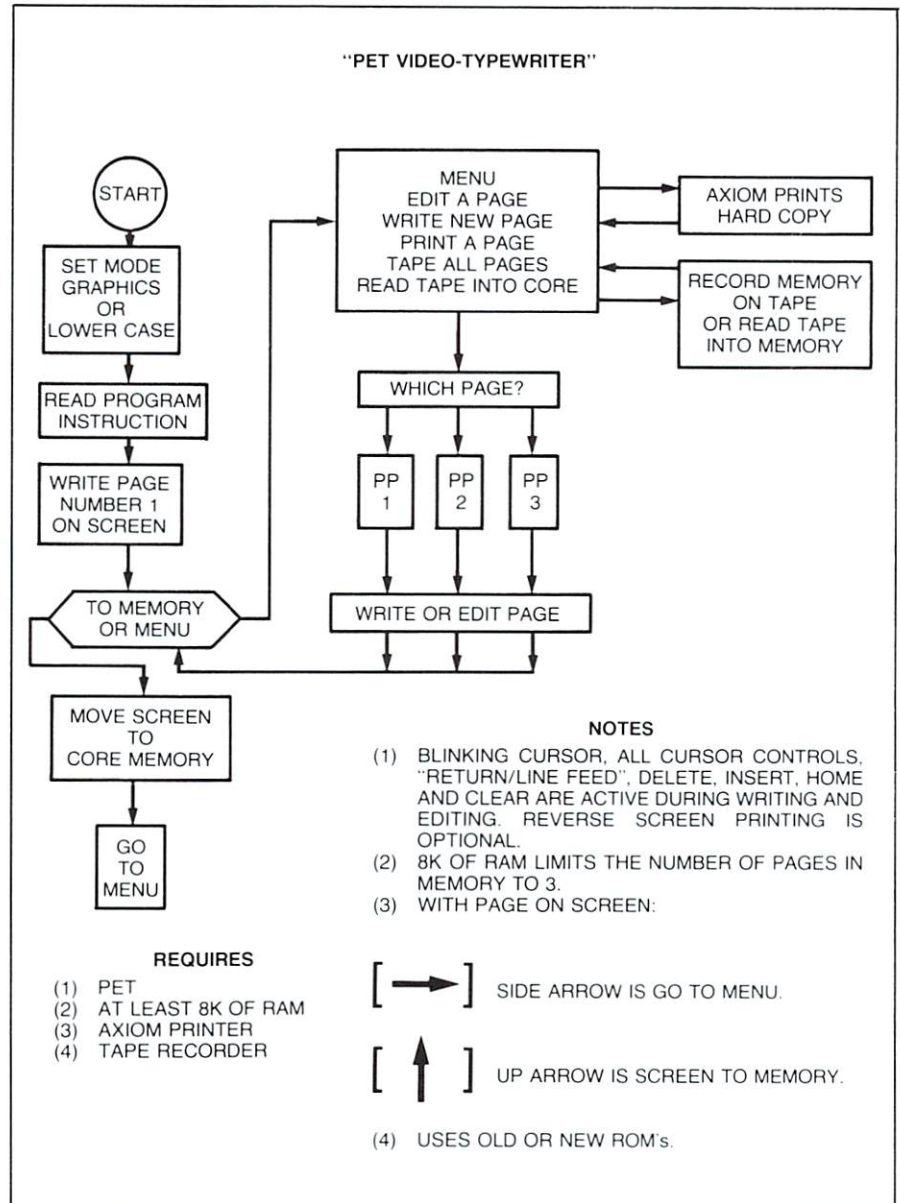 "PET VIDEO-TYPEWRITER"
START
SET MODE
GRAPHICS
OR
LOWER CASE
READ PROGRAM
INSTRUCTION
WRITE PAGE
NUMBER 1
ON SCREEN
TO MEMORY
OR MENU
MOVE SCREEN
TO
CORE MEMORY
GO
TO
MENU
MENU
EDIT A PAGE
WRITE NEW PAGE
PRINT A PAGE
TAPE ALL PAGES
READ TAPE INTO CORE
AXIOM PRINTS
HARD COPY
RECORD MEMORY
ON TAPE
OR READ TAPE
INTO MEMORY
WHICH PAGE?
PP
1
PP
2
PP
3
WRITE OR EDIT PAGE
REQUIRES
(1) PET
(2) AT LEAST 8K OF RAM
(3) AXIOM PRINTER
(4) TAPE RECORDER
NOTES
(1) BLINKING CURSOR, ALL CURSOR CONTROLS,
"RETURN/LINE FEED", DELETE, INSERT, HOME
AND CLEAR ARE ACTIVE DURING WRITING AND
EDITING. REVERSE SCREEN PRINTING IS
OPTIONAL.
(2) 8K OF RAM LIMITS THE NUMBER OF PAGES IN
MEMORY TO 3.
(3) WITH PAGE ON SCREEN:
[→] SIDE ARROW IS GO TO MENU.
[↑] UP ARROW IS SCREEN TO MEMORY.
(4) USES OLD OR NEW ROM's.